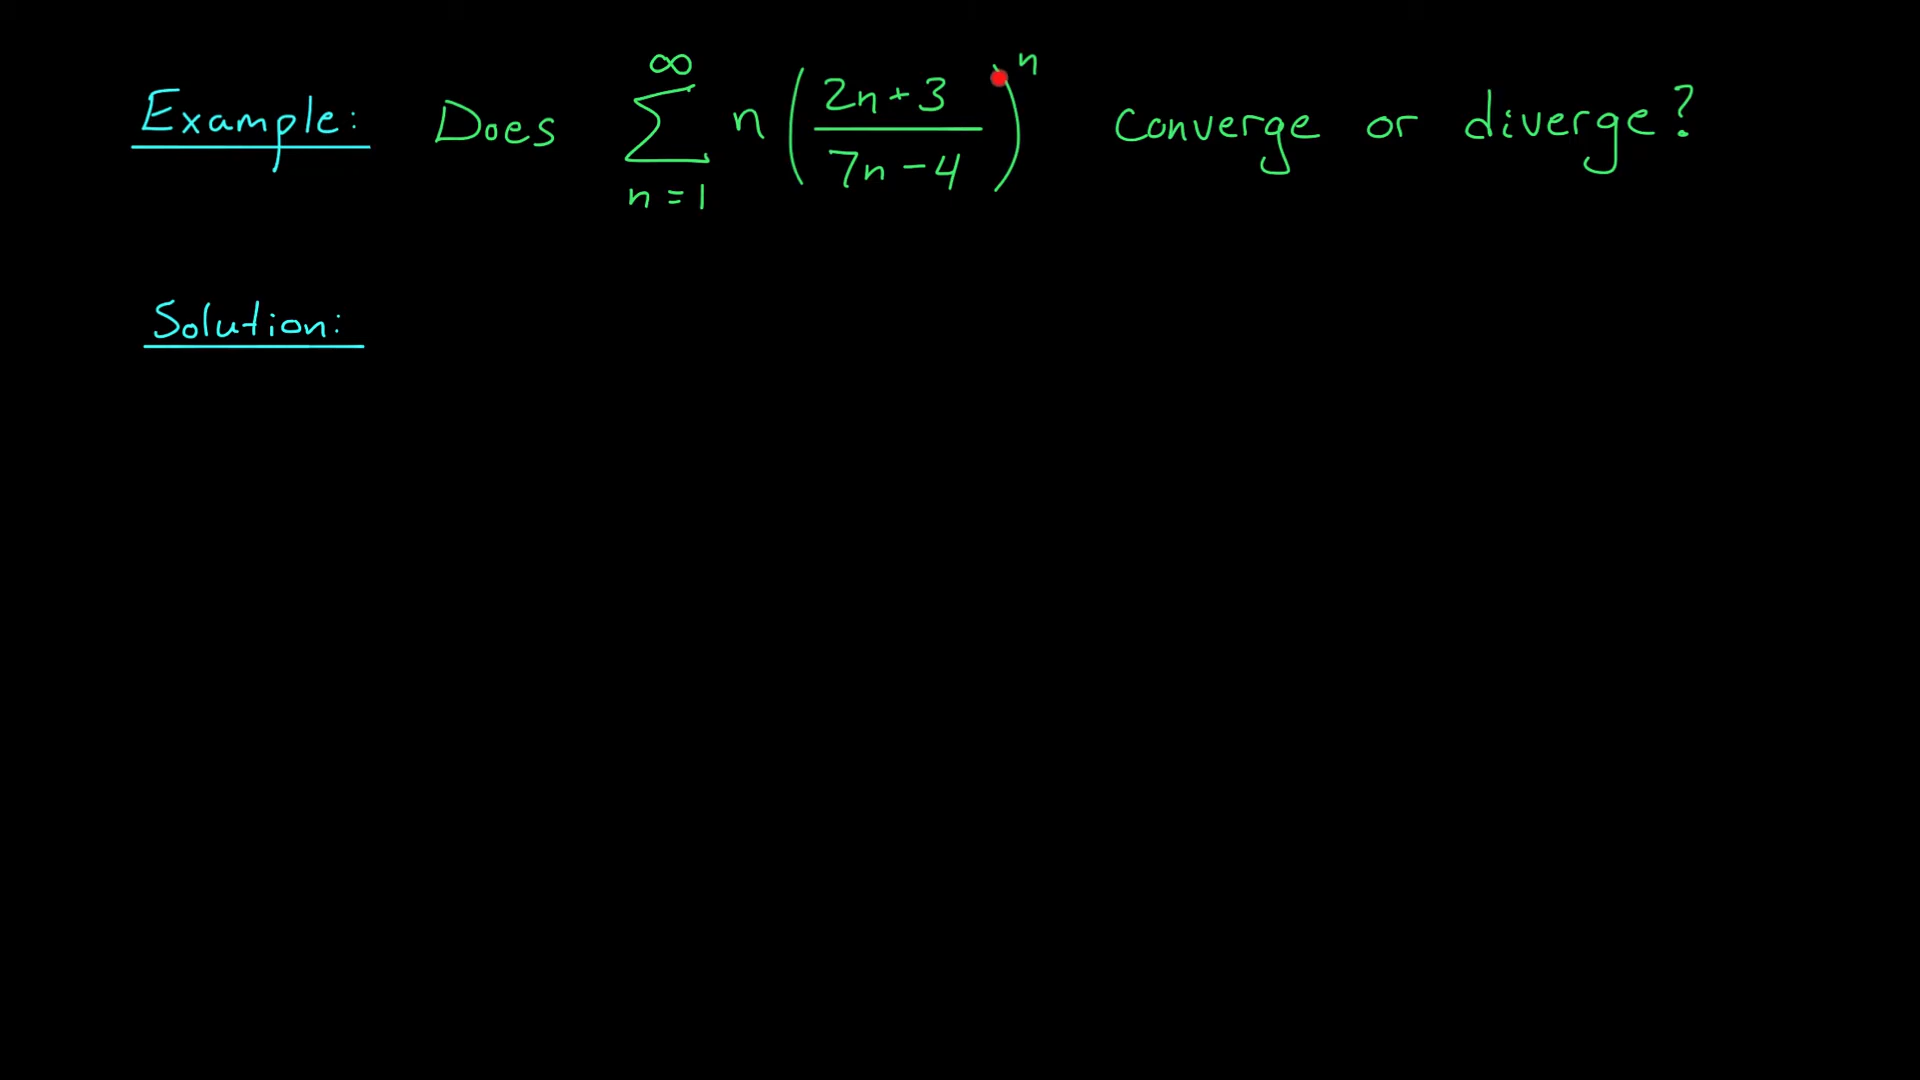 Example: Does ∑_{n=1}^{∞} n((2n+3)/(7n-4))^n converge or diverge?
Solution: